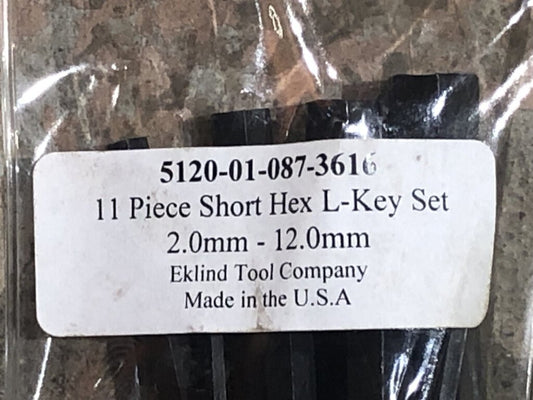 5120-01-087-3616
11 Piece Short Hex L-Key Set
2.0mm - 12.0mm
Eklind Tool Company
Made in the U.S.A